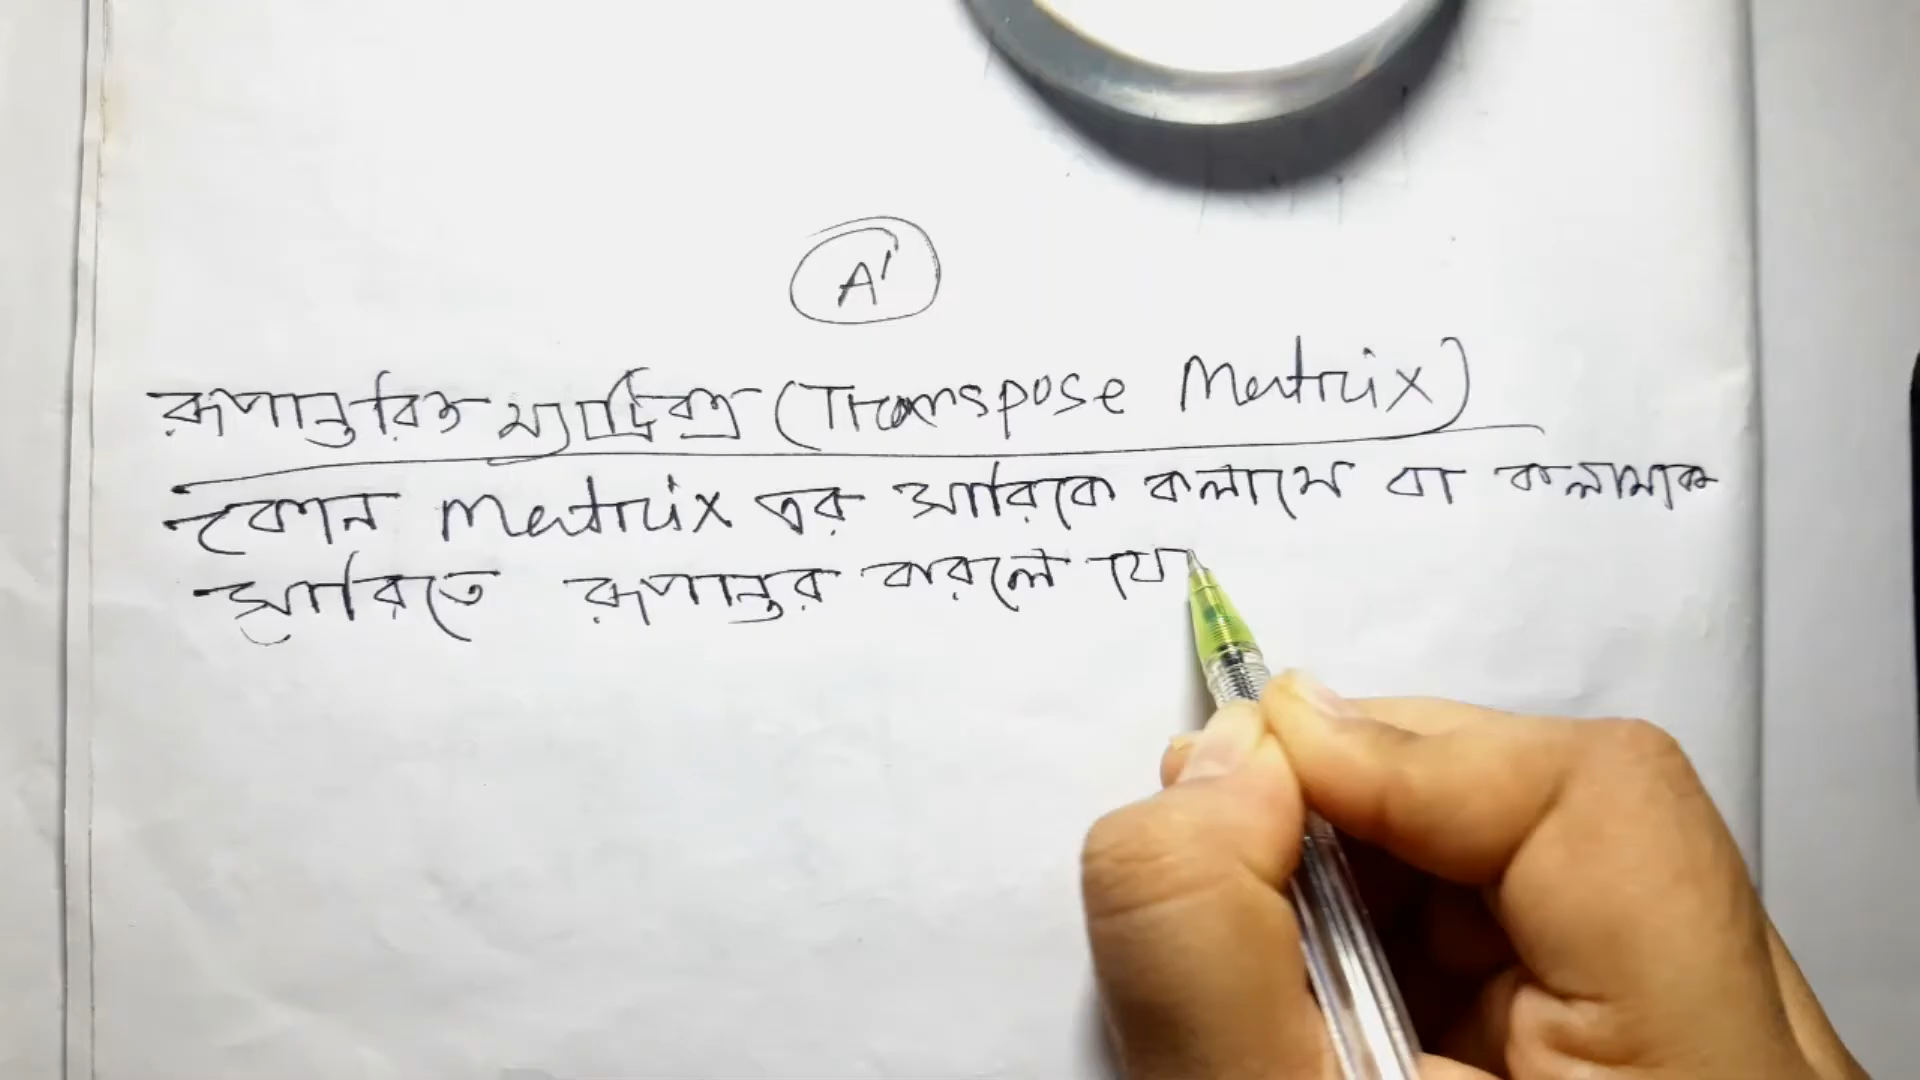 A'
রূপান্তরিত ম্যাট্রিক্স (Transpose Matrix)
কোন Matrix এর সারিকে কলামে বা কলামকে
সারিতে রূপান্তর করলে যে